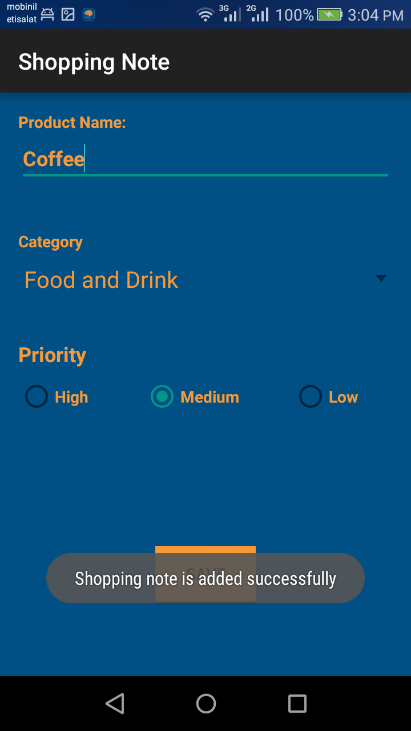 mobinil
etisalat
3G 2G 100% 3:04 PM
Shopping Note
Product Name:
Coffee
Category
Food and Drink
Priority
High Medium Low
SAVE
Shopping note is added successfully